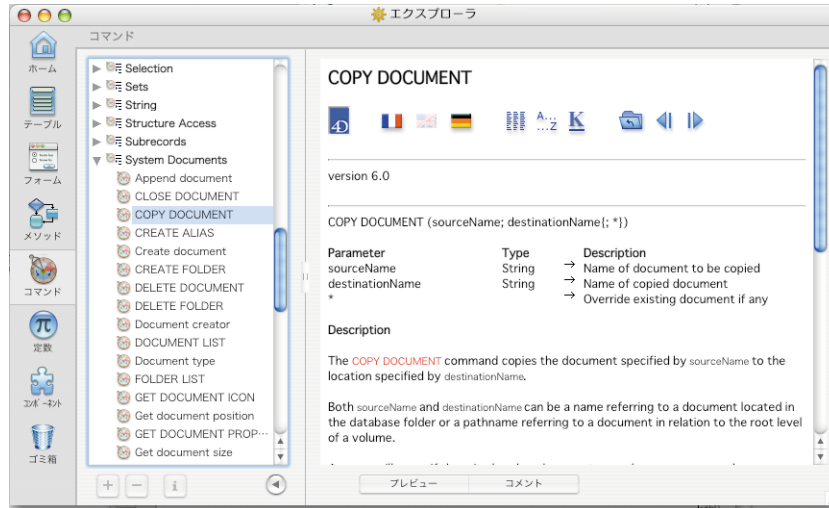 エクスプローラ
コマンド
ホーム
テーブル
フォーム
メソッド
コマンド
定数
コンポーネント
ゴミ箱
Selection
Sets
String
Structure Access
Subrecords
System Documents
Append document
CLOSE DOCUMENT
COPY DOCUMENT
CREATE ALIAS
Create document
CREATE FOLDER
DELETE DOCUMENT
DELETE FOLDER
Document creator
DOCUMENT LIST
Document type
FOLDER LIST
GET DOCUMENT ICON
Get document position
GET DOCUMENT PROP…
Get document size
COPY DOCUMENT
4D
A...
...Z
K
version 6.0
COPY DOCUMENT (sourceName; destinationName{; *})
Parameter Type Description
sourceName String → Name of document to be copied
destinationName String → Name of copied document
* → Override existing document if any
Description
The COPY DOCUMENT command copies the document specified by sourceName to the
location specified by destinationName.
Both sourceName and destinationName can be a name referring to a document located in
the database folder or a pathname referring to a document in relation to the root level
of a volume.
プレビュー
コメント